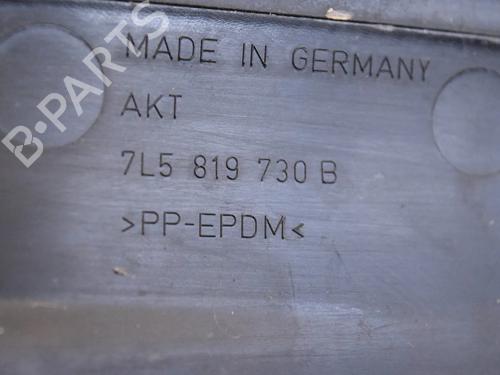 MADE IN GERMANY
AKT
7L5 819 730 B
>PP-EPDM<
B-PARTS